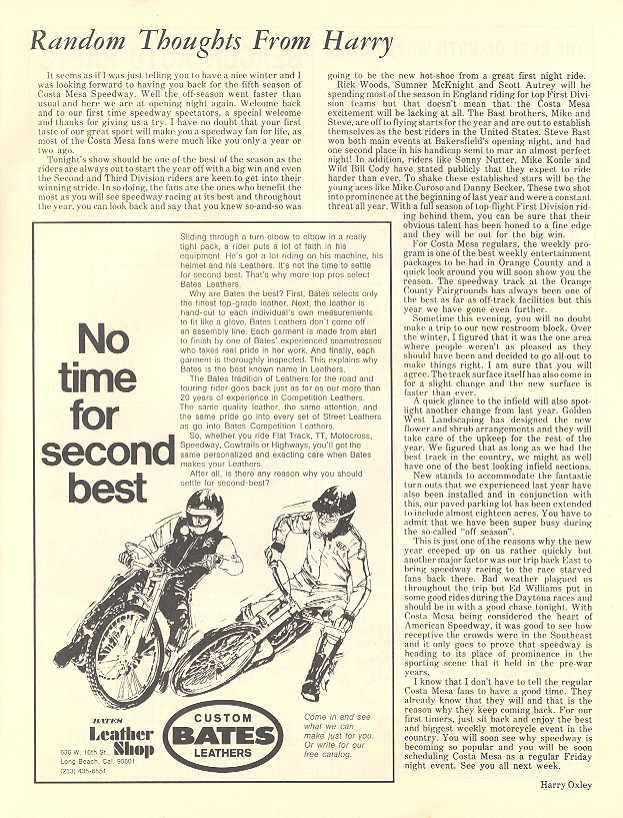 Random Thoughts From Harry
It seems as if I was just telling you to have a nice winter and I
was looking forward to having you back for the fifth season of
Costa Mesa Speedway. Well the off-season went faster than
usual and here we are at opening night again. Welcome back
and to our first time speedway spectators, a special welcome
and thanks for giving us a try. I have no doubt that your first
taste of our great sport will make you a speedway fan for life, as
most of the Costa Mesa fans were much like you only a year or
two ago.
Tonight's show should be one of the best of the season as the
riders are always out to start the year off with a big win and even
the Second and Third Division riders are keen to get into their
winning stride. In so doing, the fans are the ones who benefit the
most as you will see speedway racing at its best and throughout
the year, you can look back and say that you knew so-and-so was
going to be the new hot-shoe from a great first night ride.
Rick Woods, Sumner McKnight and Scott Autrey will be
spending most of the season in England riding for top First Divi-
sion teams but that doesn't mean that the Costa Mesa
excitement will be lacking at all. The Bast brothers, Mike and
Steve, are off to flying starts for the year and are out to establish
themselves as the best riders in the United States. Steve Bast
won both main events at Bakersfield's opening night, and had
one second place in his handicap semi to mar an almost perfect
night! In addition, riders like Sonny Nutter, Mike Konle and
Wild Bill Cody have stated publicly that they expect to ride
harder than ever. To shake these established stars will be the
young aces like Mike Curoso and Danny Becker. These two shot
into prominence at the beginning of last year and were a constant
threat all year. With a full season of top-flight First Division rid-
ing behind them, you can be sure that their
obvious talent has been honed to a fine edge
and they will be out for the big win.
For Costa Mesa regulars, the weekly pro-
gram is one of the best weekly entertainment
packages to be had in Orange County and a
quick look around you will soon show you the
reason. The speedway track at the Orange
County Fairgrounds has always been one of
the best as far as off-track facilities but this
year we have gone even further.
Sometime this evening, you will no doubt
make a trip to our new restroom block. Over
the winter, I figured that it was the one area
where people weren't as pleased as they
should have been and decided to go all-out to
make things right. I am sure that you will
agree. The track surface itself has also come in
for a slight change and the new surface is
faster than ever.
A quick glance to the infield will also spot-
light another change from last year. Golden
West Landscaping has designed the new
flower and shrub arrangements and they will
take care of the upkeep for the rest of the
year. We figured that as long as we had the
best track in the country, we might as well
have one of the best looking infield sections.
New stands to accommodate the fantastic
turn outs that we experienced last year have
also been installed and in conjunction with
this, our paved parking lot has been extended
to include almost eighteen acres. You have to
admit that we have been super busy during
the so-called "off season".
This is just one of the reasons why the new
year creeped up on us rather quickly but
another major factor was our trip back East to
bring speedway racing to the race starved
fans back there. Bad weather plagued us
throughout the trip but Ed Williams put in
some good rides during the Daytona races and
should be in with a good chase tonight. With
Costa Mesa being considered the heart of
American Speedway, it was good to see how
receptive the crowds were in the Southeast
and it only goes to prove that speedway is
heading to its place of prominence in the
sporting scene that it held in the pre-war
years.
I know that I don't have to tell the regular
Costa Mesa fans to have a good time. They
already know that they will and that is the
reason why they keep coming back. For our
first timers, just sit back and enjoy the best
and biggest weekly motorcycle event in the
country. You will soon see why speedway is
becoming so popular and you will be soon
scheduling Costa Mesa as a regular Friday
night event. See you all next week.
Harry Oxley
No
time
for
second
best
Sliding through a turn elbow to elbow in a really
tight pack, a rider puts a lot of faith in his
equipment. He's got a lot riding on his machine, his
helmet and his Leathers. It's not the time to settle
for second best. That's why more top pros select
Bates Leathers.
Why are Bates the best? First, Bates selects only
the finest top-grade leather. Next, the leather is
hand-cut to each individual's own measurements
to fit like a glove, Bates Leathers don't come off
an assembly line. Each garment is made from start
to finish by one of Bates' experienced seamstresses
who takes real pride in her work. And finally, each
garment is thoroughly inspected. This explains why
Bates is the best known name in Leathers.
The Bates tradition of Leathers for the road and
touring rider goes back just as far as our more than
20 years of experience in Competition Leathers.
The same quality leather, the same attention, and
the same pride go into every set of Street Leathers
as go into Bates Competition Leathers.
So, whether you ride Flat Track, TT, Motocross,
Speedway, Cowtrails or Highways, you'll get the
same personalized and exacting care when Bates
makes your Leathers.
After all, is there any reason why you should
settle for second-best?
BATES
Leather
Shop
636 W. 16th St.,
Long Beach, Cal. 90801
(213) 435-6551
CUSTOM
BATES
LEATHERS
Come in and see
what we can
make just for you.
Or write for our
free catalog.